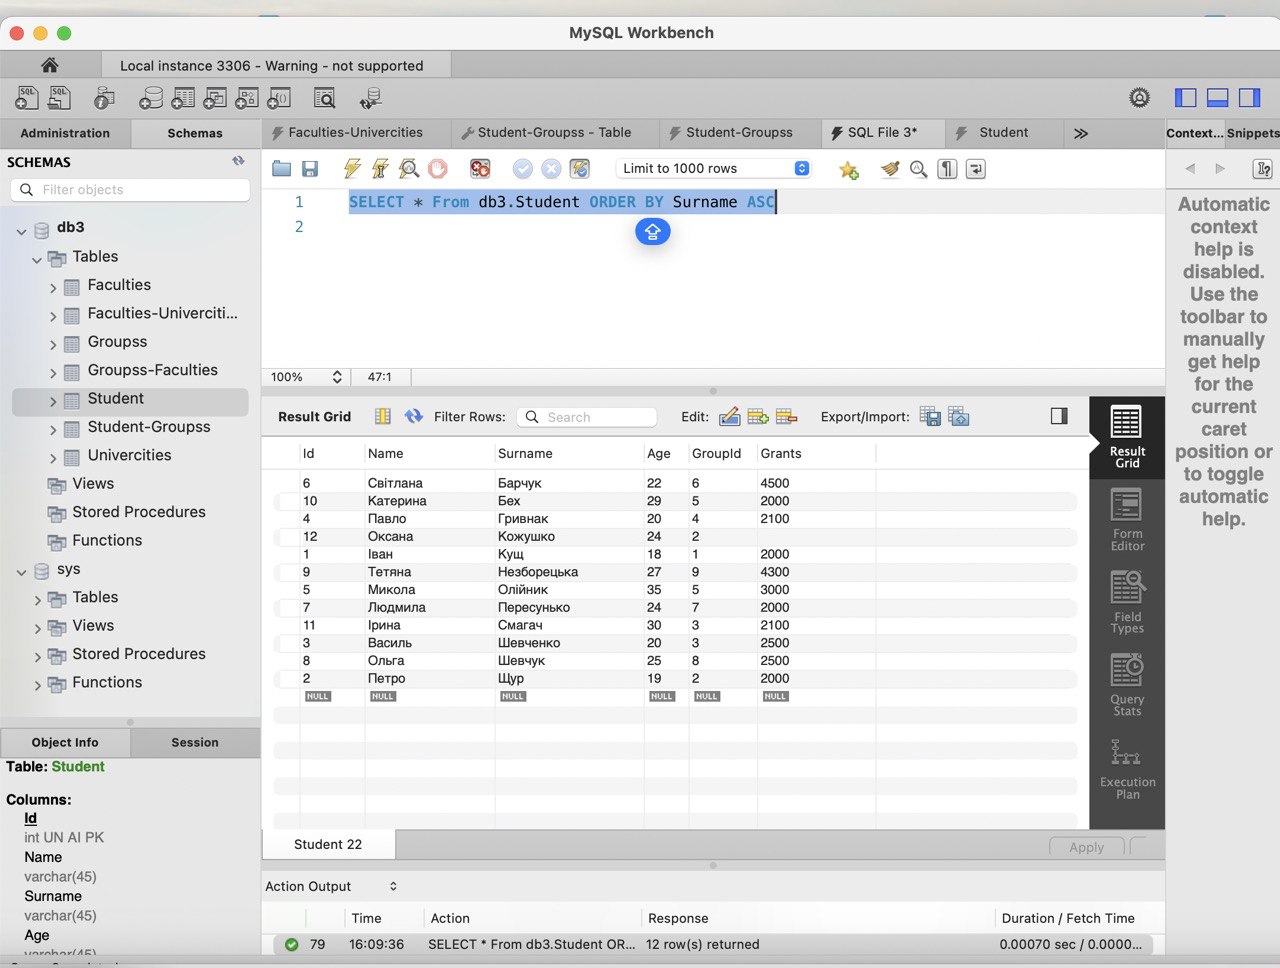 MySQL Workbench
Local instance 3306 - Warning - not supported
Administration
Schemas
Faculties-Univercities
Student-Groupss - Table
Student-Groupss
SQL File 3*
Student
Context...
Snippets
SCHEMAS
Filter objects
db3
Tables
Faculties
Faculties-Univerciti...
Groupss
Groupss-Faculties
Student
Student-Groupss
Univercities
Views
Stored Procedures
Functions
sys
Tables
Views
Stored Procedures
Functions
Object Info
Session
Table: Student
Columns:
Id
int UN AI PK
Name
varchar(45)
Surname
varchar(45)
Age
varchar(45)
Limit to 1000 rows
1 SELECT * From db3.Student ORDER BY Surname ASC
2
100% 47:1
Result Grid Filter Rows: Search Edit: Export/Import:
Id Name Surname Age GroupId Grants
6 Світлана Барчук 22 6 4500
10 Катерина Бех 29 5 2000
4 Павло Гривнак 20 4 2100
12 Оксана Кожушко 24 2
1 Іван Кущ 18 1 2000
9 Тетяна Незборецька 27 9 4300
5 Микола Олійник 35 5 3000
7 Людмила Пересунько 24 7 2000
11 Ірина Смагач 30 3 2100
3 Василь Шевченко 20 3 2500
8 Ольга Шевчук 25 8 2500
2 Петро Щур 19 2 2000
NULL NULL NULL NULL NULL NULL
Student 22
Apply
Action Output
Time Action Response Duration / Fetch Time
79 16:09:36 SELECT * From db3.Student OR... 12 row(s) returned 0.00070 sec / 0.0000...
Result
Grid
Form
Editor
Field
Types
Query
Stats
Execution
Plan
Automatic
context
help is
disabled.
Use the
toolbar to
manually
get help
for the
current
caret
position or
to toggle
automatic
help.